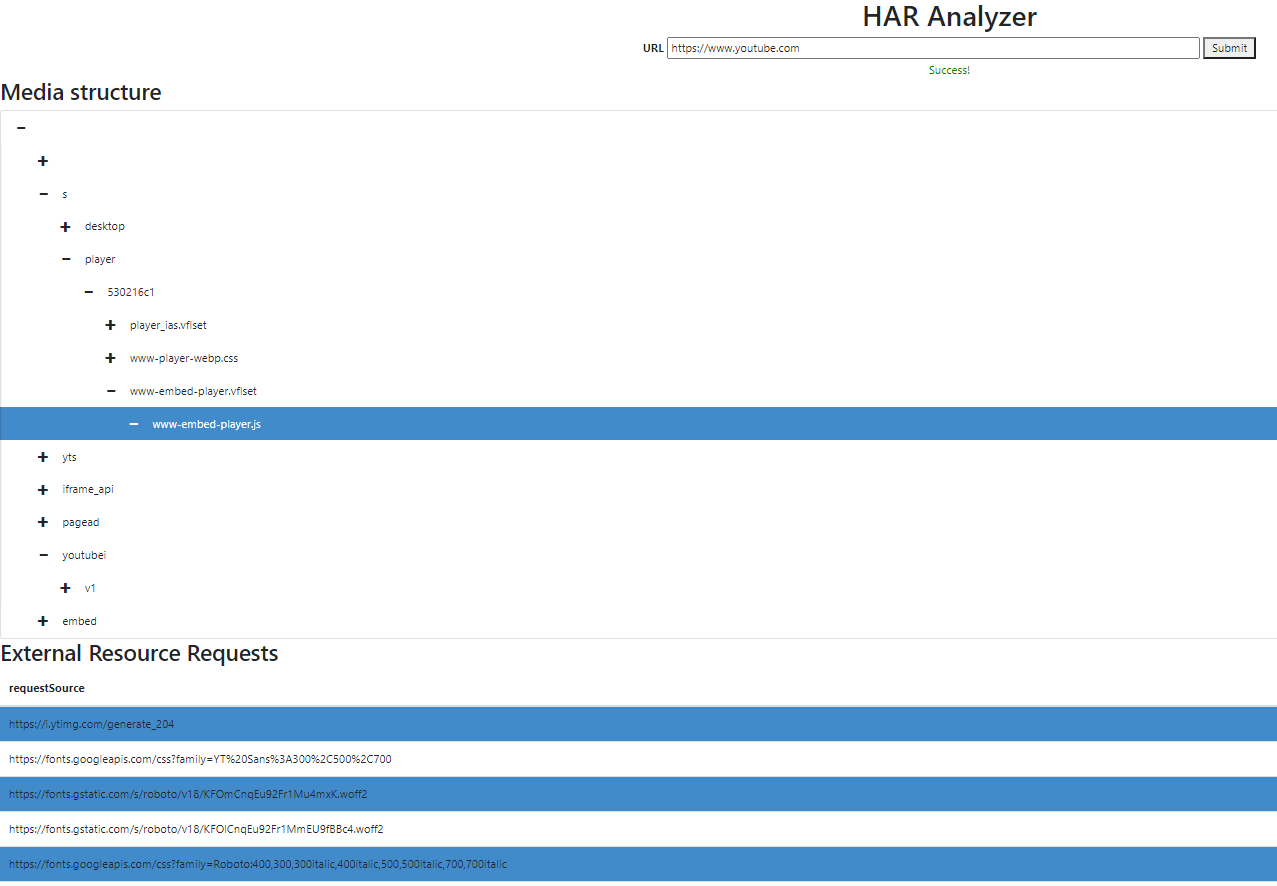 HAR Analyzer
URL https://www.youtube.com Submit
Success!
Media structure
s
desktop
player
530216c1
player_ias.vflset
www-player-webp.css
www-embed-player.vflset
www-embed-player.js
yts
iframe_api
pagead
youtubei
v1
embed
External Resource Requests
requestSource
https://i.ytimg.com/generate_204
https://fonts.googleapis.com/css?family=YT%20Sans%3A300%2C500%2C700
https://fonts.gstatic.com/s/roboto/v18/KFOmCnqEu92Fr1Mu4mxK.woff2
https://fonts.gstatic.com/s/roboto/v18/KFOlCnqEu92Fr1MmEU9fBBc4.woff2
https://fonts.googleapis.com/css?family=Roboto:400,300,300italic,400italic,500,500italic,700,700italic